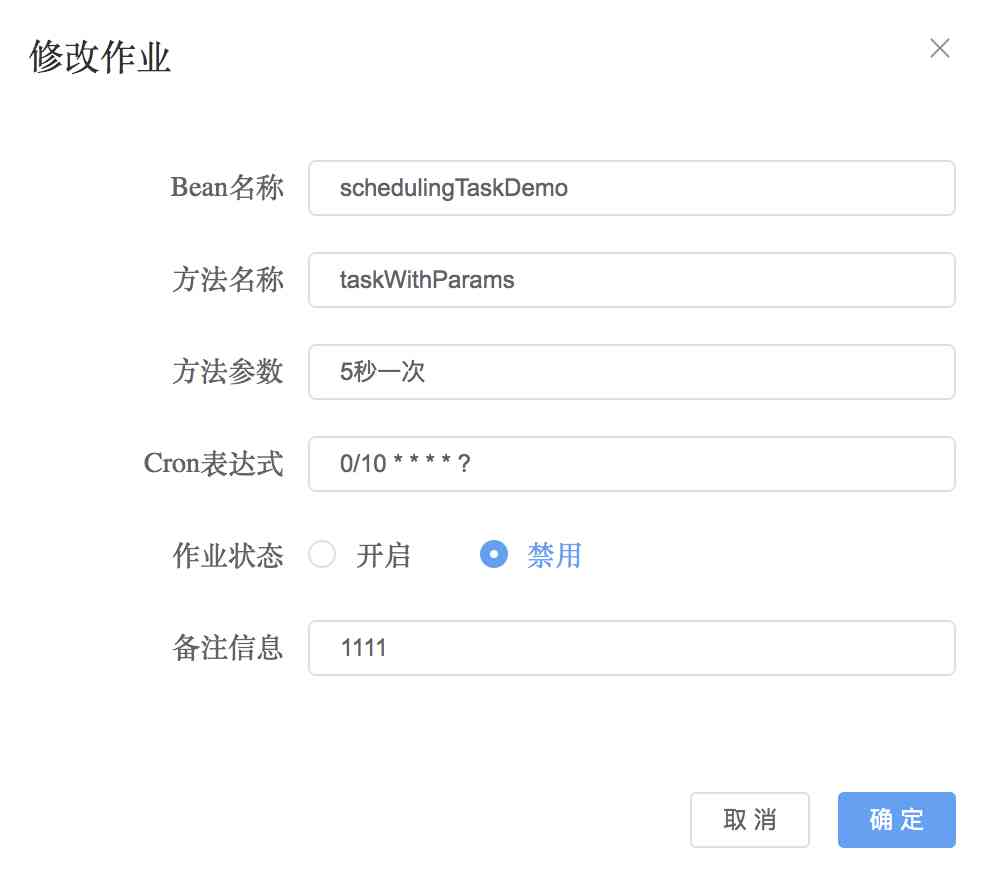 修改作业
Bean名称 schedulingTaskDemo
方法名称 taskWithParams
方法参数 5秒一次
Cron表达式 0/10 * * * * ?
作业状态 开启 禁用
备注信息 1111
取 消 确 定